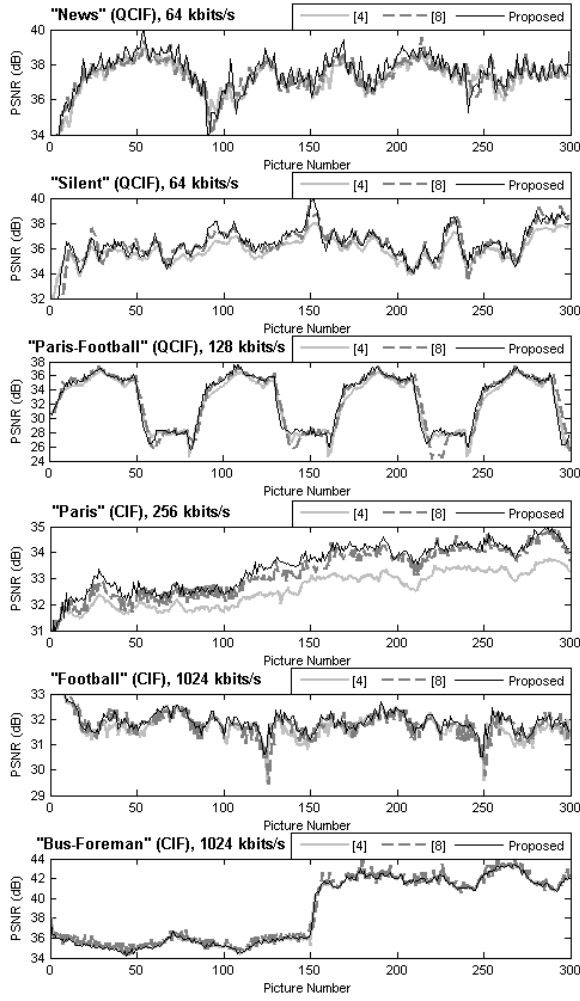 "News" (QCIF), 64 kbits/s
[4] [8] Proposed
PSNR (dB)
40
38
36
34
0 50 100 150 200 250 300
Picture Number
"Silent" (QCIF), 64 kbits/s
[4] [8] Proposed
PSNR (dB)
40
38
36
34
32
0 50 100 150 200 250 300
Picture Number
"Paris-Football" (QCIF), 128 kbits/s
[4] [8] Proposed
PSNR (dB)
38
36
34
32
30
28
26
24
0 50 100 150 200 250 300
Picture Number
"Paris" (CIF), 256 kbits/s
[4] [8] Proposed
PSNR (dB)
35
34
33
32
31
0 50 100 150 200 250 300
Picture Number
"Football" (CIF), 1024 kbits/s
[4] [8] Proposed
PSNR (dB)
33
32
31
30
29
0 50 100 150 200 250 300
Picture Number
"Bus-Foreman" (CIF), 1024 kbits/s
[4] [8] Proposed
PSNR (dB)
44
42
40
38
36
34
0 50 100 150 200 250 300
Picture Number